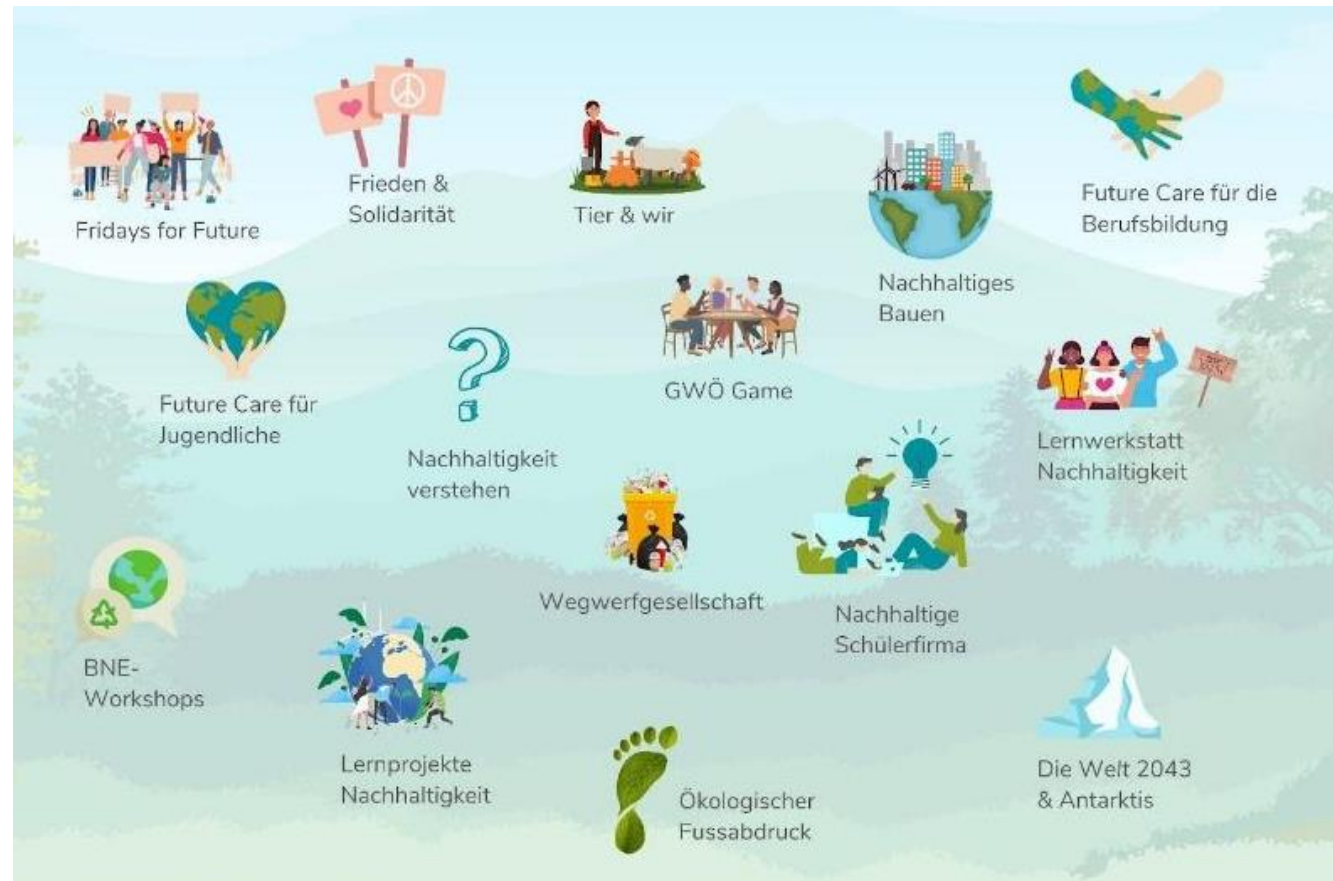 Fridays for Future
Frieden &
Solidarität
Tier & wir
Future Care für die
Berufsbildung
Nachhaltiges
Bauen
Future Care für
Jugendliche
GWÖ Game
Nachhaltigkeit
verstehen
Lernwerkstatt
Nachhaltigkeit
Wegwerfgesellschaft
Nachhaltige
Schülerfirma
BNE-
Workshops
Lernprojekte
Nachhaltigkeit
Ökologischer
Fussabdruck
Die Welt 2043
& Antarktis